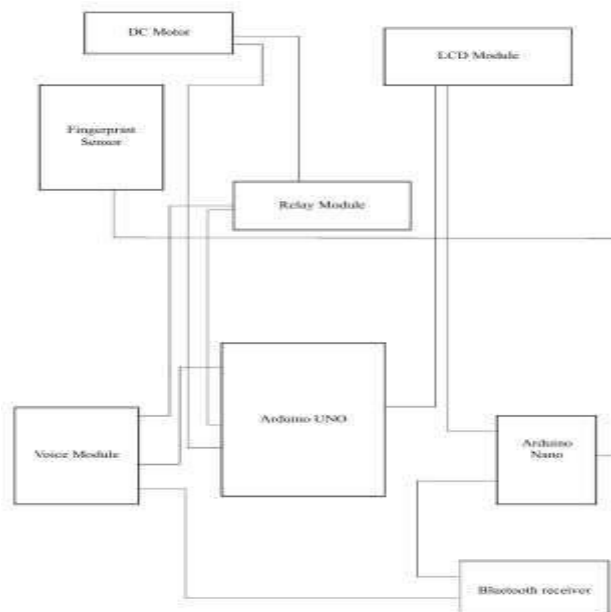 DC Motor
LCD Module
Fingerprint
Sensor
Relay Module
Arduino UNO
Voice Module
Arduino
Nano
Bluetooth receiver